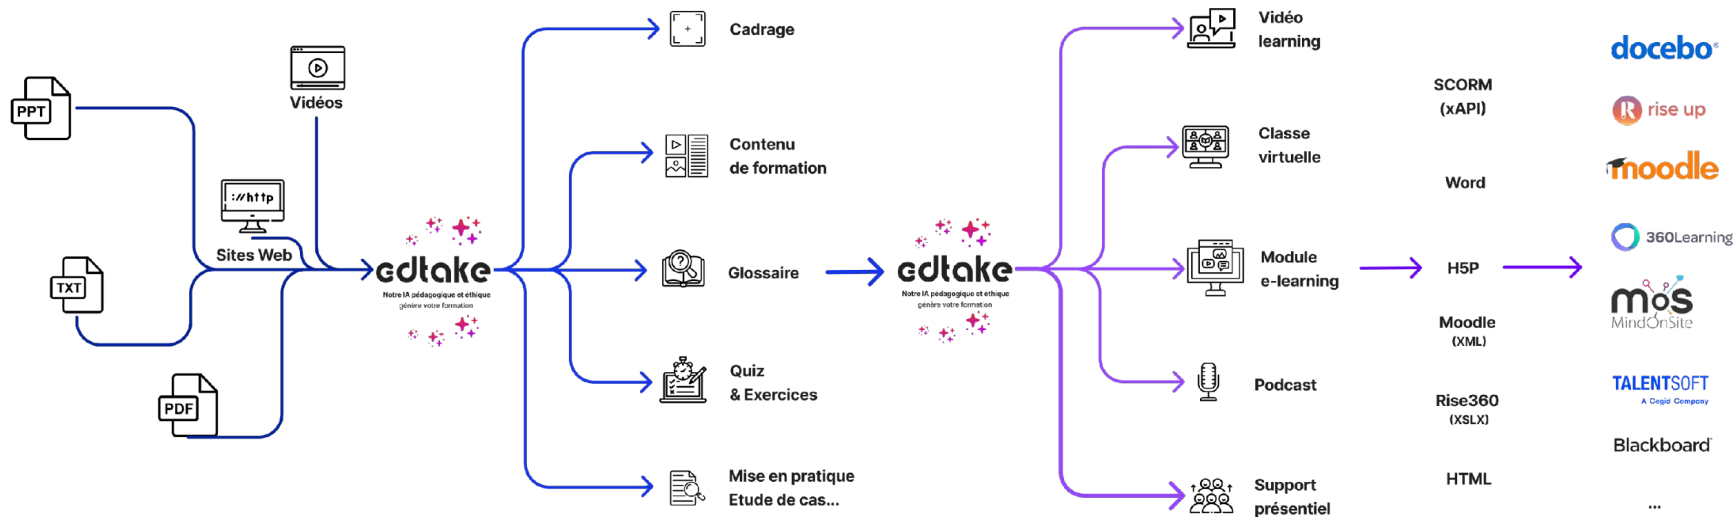 PPT
Vidéos
://http
Sites Web
TXT
PDF
edtake
Notre IA pédagogique et éthique
génère votre formation
Cadrage
Contenu
de formation
Glossaire
Quiz
& Exercices
Mise en pratique
Etude de cas...
edtake
Notre IA pédagogique et éthique
génère votre formation
Vidéo
learning
Classe
virtuelle
Module
e-learning
Podcast
Support
présentiel
SCORM
(xAPI)
Word
H5P
Moodle
(XML)
Rise360
(XSLX)
HTML
docebo®
R rise up
moodle
360Learning
mos
MindOnSite
TALENTSOFT
A Cegid Company
Blackboard
...